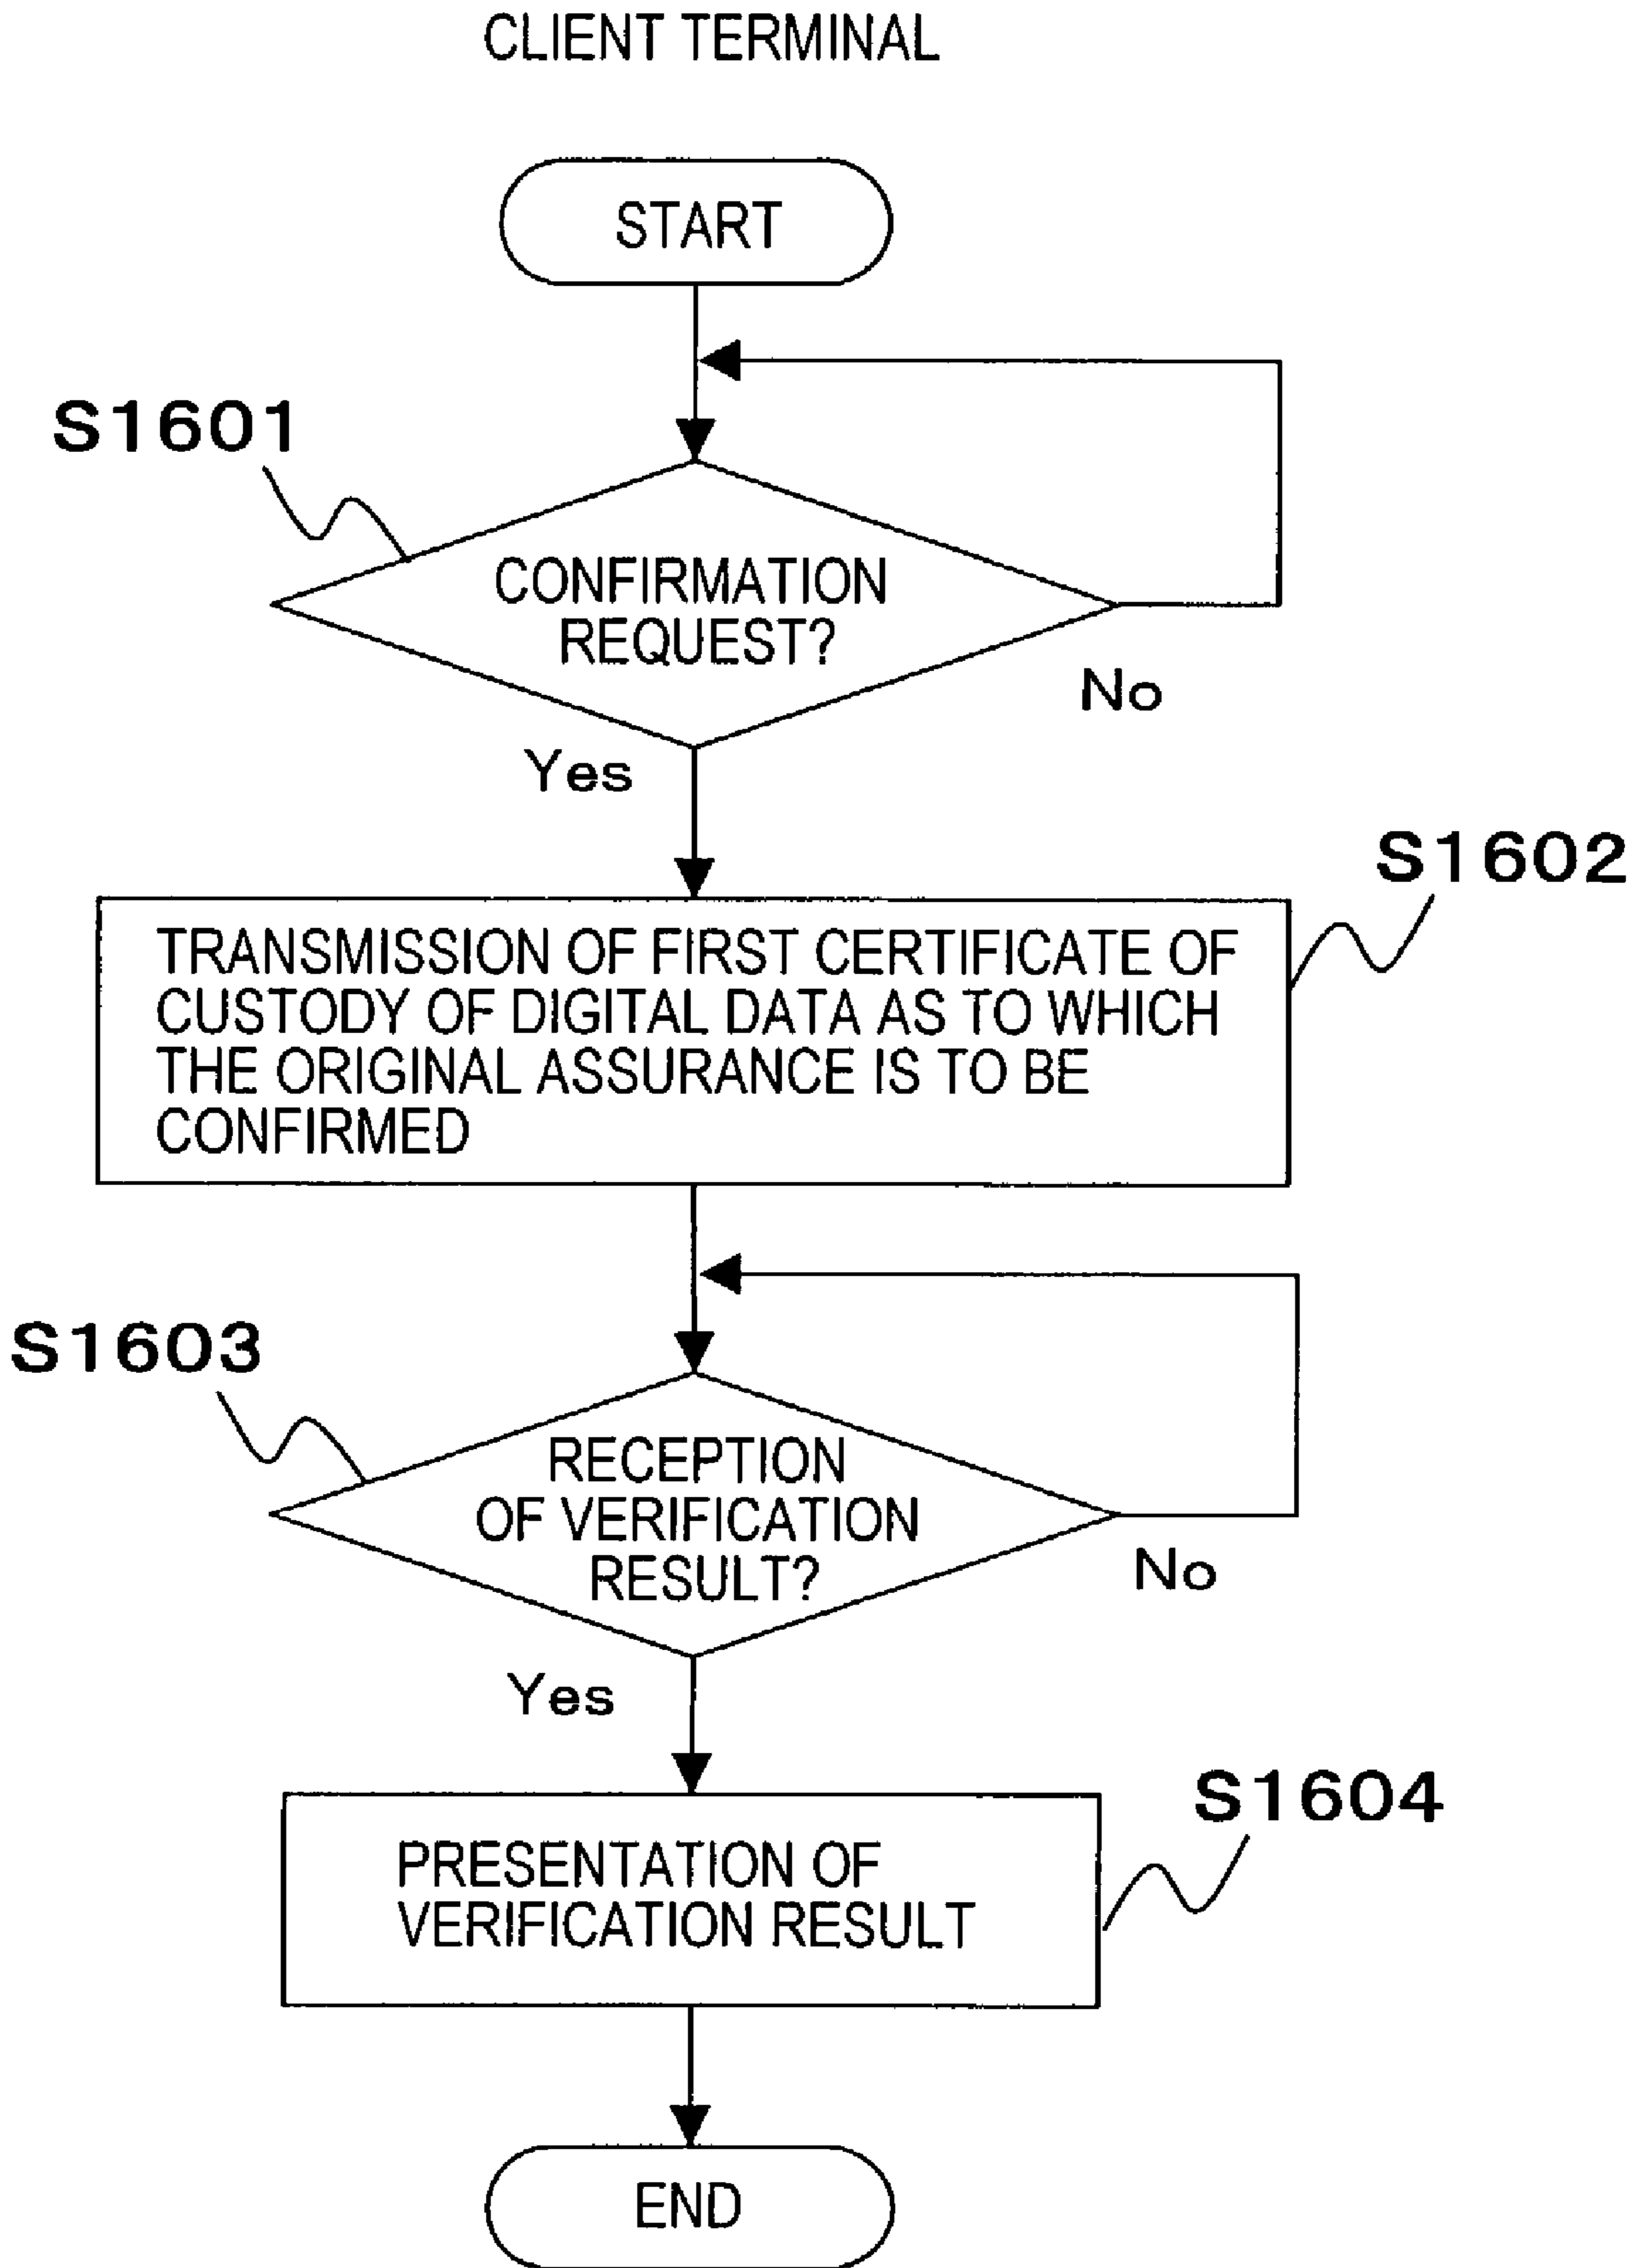 CLIENT TERMINAL
START
S1601
CONFIRMATION
REQUEST?
No
Yes
S1602
TRANSMISSION OF FIRST CERTIFICATE OF
CUSTODY OF DIGITAL DATA AS TO WHICH
THE ORIGINAL ASSURANCE IS TO BE
CONFIRMED
S1603
RECEPTION
OF VERIFICATION
RESULT?
No
Yes
S1604
PRESENTATION OF
VERIFICATION RESULT
END